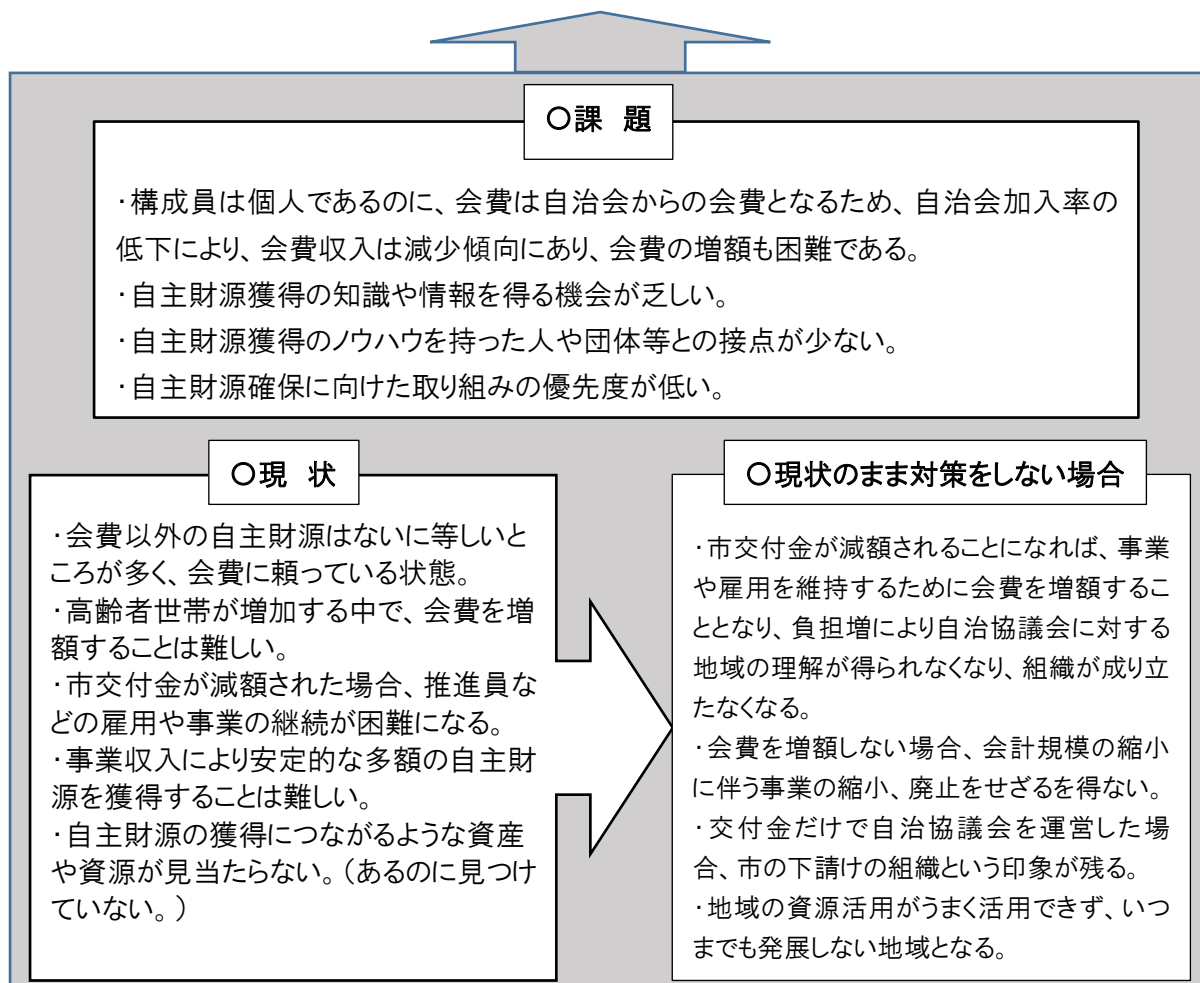 〇課 題
・構成員は個人であるのに、会費は自治会からの会費となるため、自治会加入率の
低下により、会費収入は減少傾向にあり、会費の増額も困難である。
・自主財源獲得の知識や情報を得る機会が乏しい。
・自主財源獲得のノウハウを持った人や団体等との接点が少ない。
・自主財源確保に向けた取り組みの優先度が低い。
〇現 状
・会費以外の自主財源はないに等しいと
ころが多く、会費に頼っている状態。
・高齢者世帯が増加する中で、会費を増
額することは難しい。
・市交付金が減額された場合、推進員な
どの雇用や事業の継続が困難になる。
・事業収入により安定的な多額の自主財
源を獲得することは難しい。
・自主財源の獲得につながるような資産
や資源が見当たらない。（あるのに見つけ
ていない。）
〇現状のまま対策をしない場合
・市交付金が減額されることになれば、事業
や雇用を維持するために会費を増額するこ
ととなり、負担増により自治協議会に対する
地域の理解が得られなくなり、組織が成り立
たなくなる。
・会費を増額しない場合、会計規模の縮小
に伴う事業の縮小、廃止をせざるを得ない。
・交付金だけで自治協議会を運営した場
合、市の下請けの組織という印象が残る。
・地域の資源活用がうまく活用できず、いつ
までも発展しない地域となる。